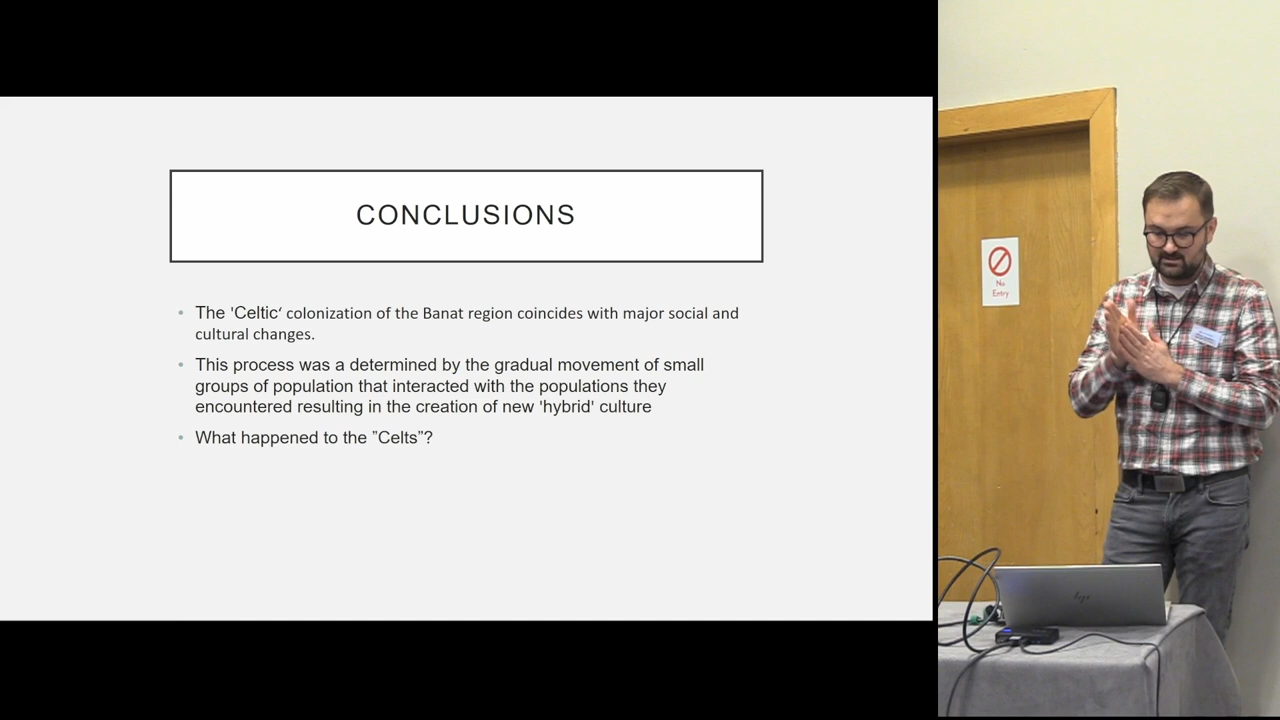 CONCLUSIONS
• The 'Celtic‘ colonization of the Banat region coincides with major social and
cultural changes.
• This process was a determined by the gradual movement of small
groups of population that interacted with the populations they
encountered resulting in the creation of new 'hybrid' culture
• What happened to the ”Celts”?
No
Entry
hp